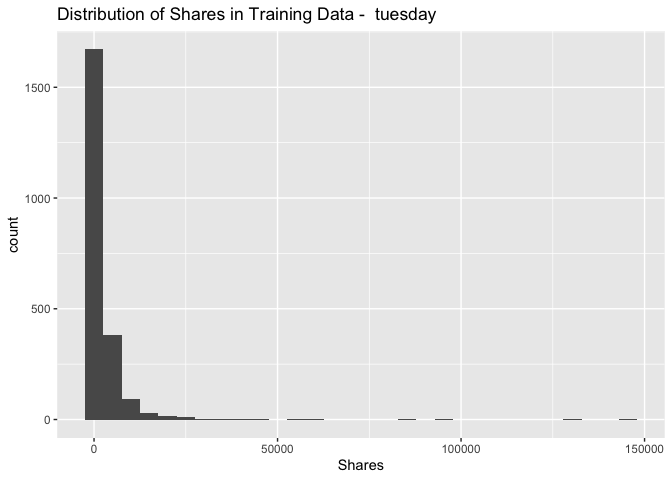 Distribution of Shares in Training Data -  tuesday
count
1500
1000
500
0
0
50000
100000
150000
Shares